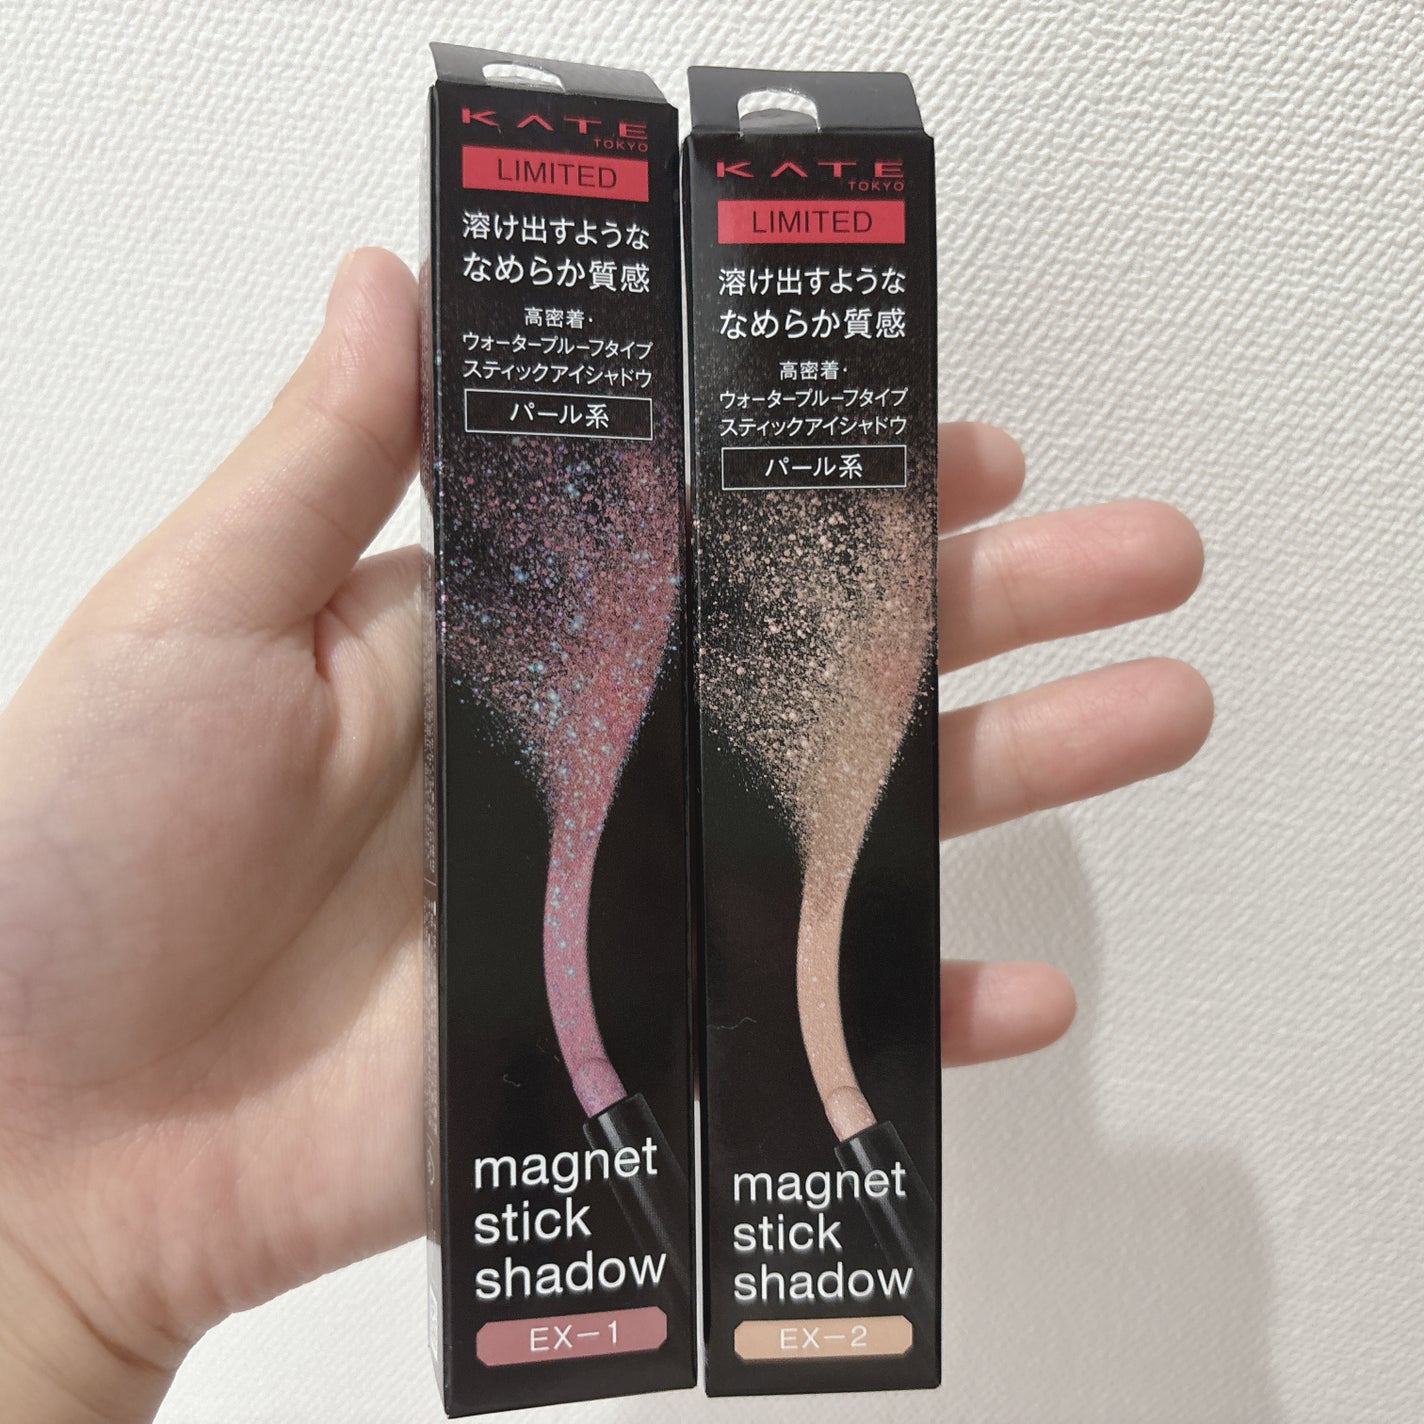 KATE
TOKYO
LIMITED
溶け出すような
なめらか質感
高密着・
ウォータープルーフタイプ
スティックアイシャドウ
パール系
magnet
stick
shadow
EX-1
KATE
TOKYO
LIMITED
溶け出すような
なめらか質感
高密着・
ウォータープルーフタイプ
スティックアイシャドウ
パール系
magnet
stick
shadow
EX-2